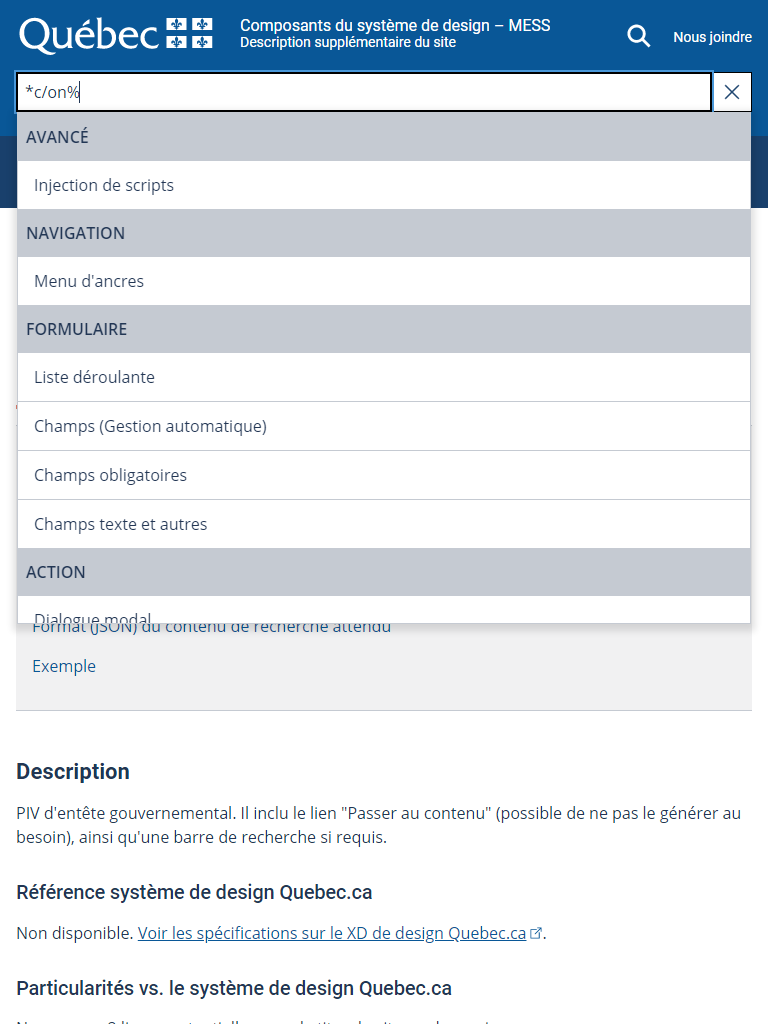 Québec
Composants du système de design – MESS
Description supplémentaire du site
Nous joindre
*c/on%
AVANCÉ
Injection de scripts
NAVIGATION
Menu d'ancres
FORMULAIRE
Liste déroulante
Champs (Gestion automatique)
Champs obligatoires
Champs texte et autres
ACTION
Dialogue modal
Format (JSON) du contenu de recherche attendu
Exemple
Description
PIV d'entête gouvernemental. Il inclu le lien "Passer au contenu" (possible de ne pas le générer au
besoin), ainsi qu'une barre de recherche si requis.
Référence système de design Quebec.ca
Non disponible. Voir les spécifications sur le XD de design Quebec.ca.
Particularités vs. le système de design Quebec.ca